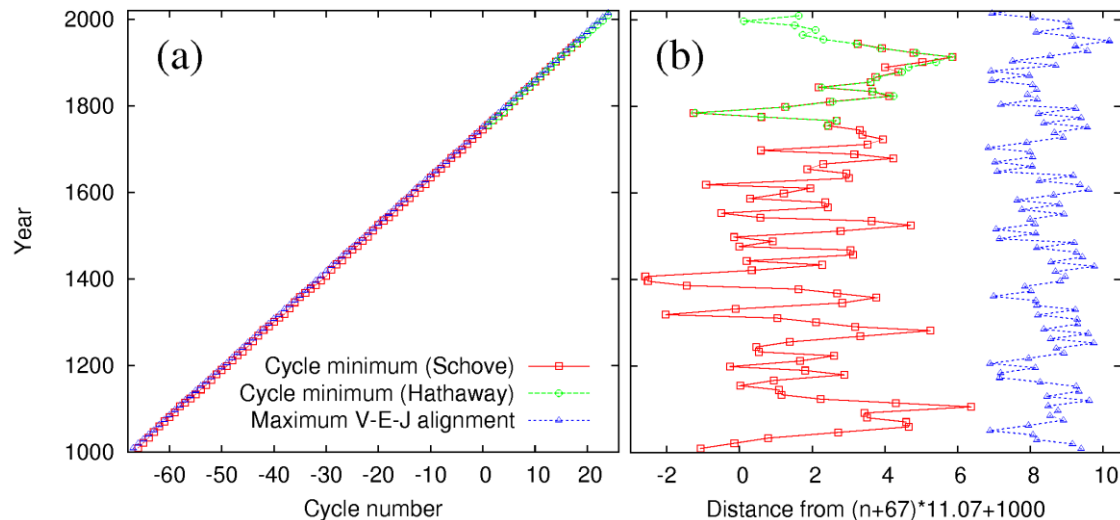 (a)
(b)
2000
1800
1600
1400
1200
1000
Year
Cycle minimum (Schove)
Cycle minimum (Hathaway)
Maximum V-E-J alignment
-60 -50 -40 -30 -20 -10 0 10 20
Cycle number
-2 0 2 4 6 8 10
Distance from (n+67)*11.07+1000